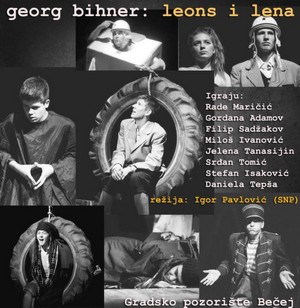 georg bihner: leons i lena
Igraju:
Rade Maričić
Gordana Adamov
Filip Sadžakov
Miloš Ivanović
Jelena Tanasijin
Srđan Tomić
Stefan Isaković
Daniela Tepša
režija: Igor Pavlović (SNP)
Gradsko pozorište Bečej